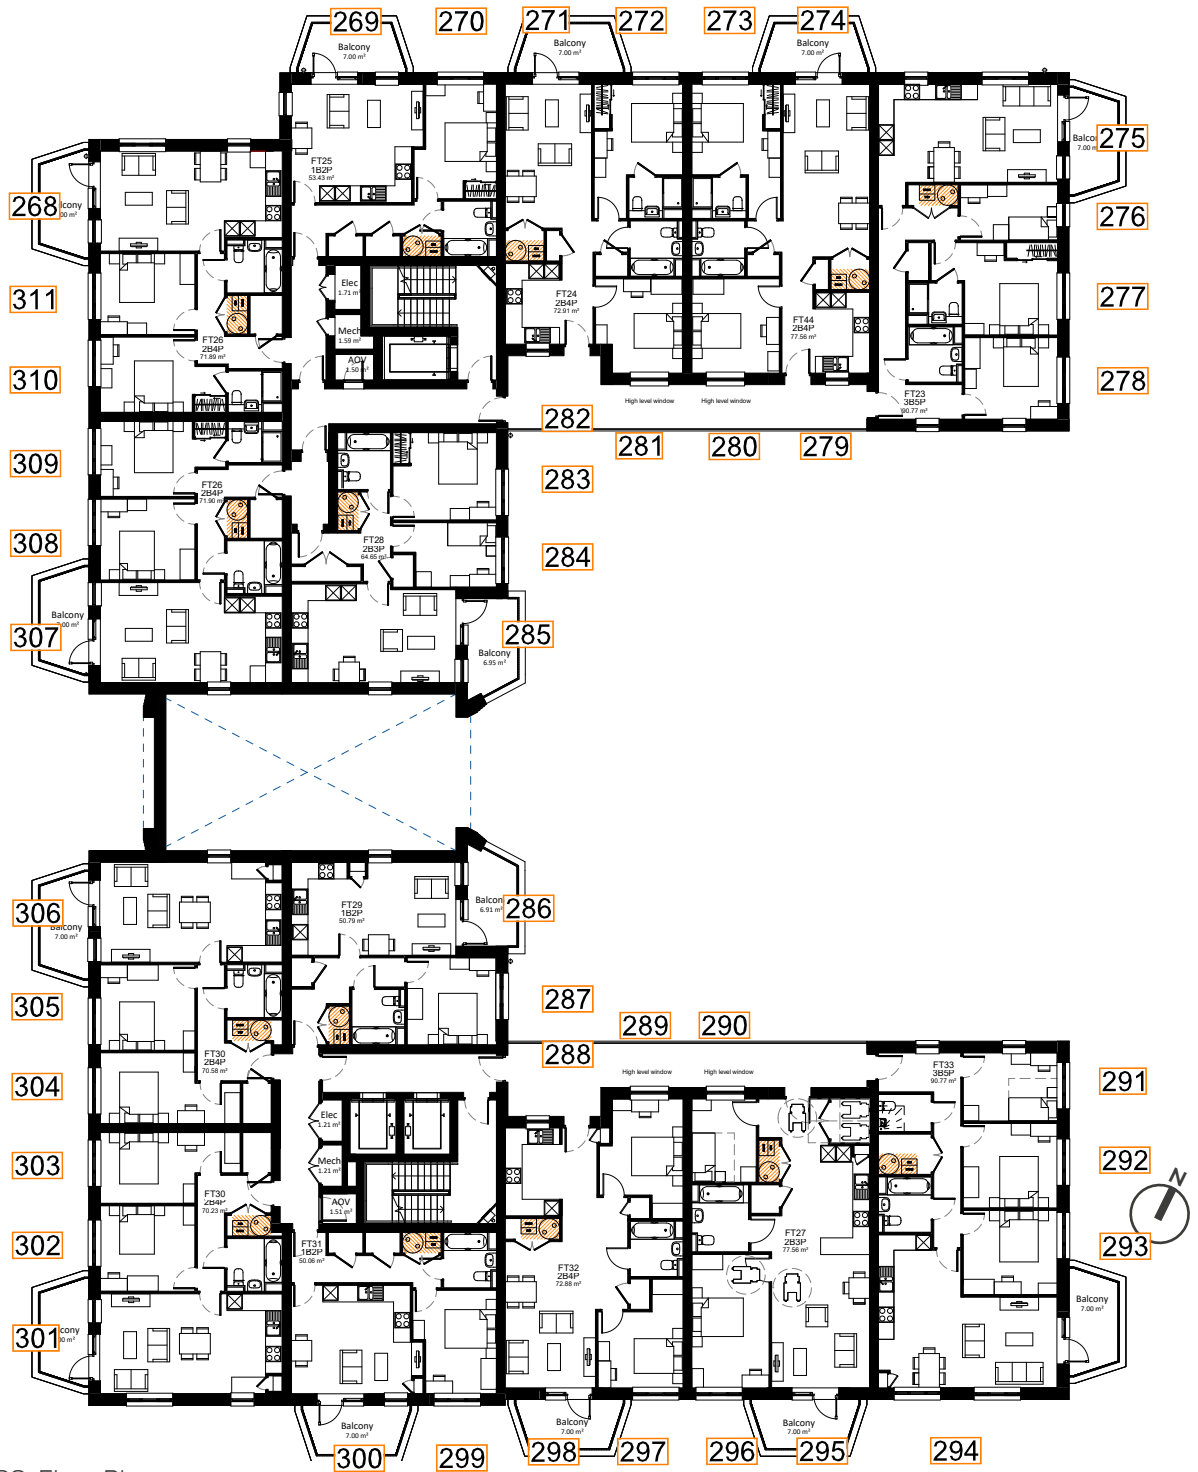 269
270
271
272
273
274
Balcony
7.00 m²
Balcony
7.00 m²
Balcony
7.00 m²
275
7.00
268
FT25
1B2P
53.43 m²
276
277
278
311
310
309
308
307
Elec
1.71 m²
Mech
1.59 m²
AOV
1.50 m²
FT26
2B4P
71.89 m²
FT24
2B4P
72.91 m²
FT44
2B4P
77.56 m²
FT23
3B5P
90.77 m²
High level window
High level window
282
281
280
279
283
284
285
FT26
2B4P
71.90 m²
FT28
2B3P
64.65 m²
Balcony
Balcony
6.95 m²
306
7.00 m²
FT29
1B2P
50.79 m²
6.91 m²
286
305
304
303
302
301
287
288
289
290
High level window
High level window
FT30
2B4P
70.58 m²
Elec
1.21 m²
Mech
1.21 m²
AOV
1.51 m²
FT33
3B5P
90.77 m²
291
292
293
N
FT30
2B4P
70.23 m²
FT31
1B2P
50.06 m²
FT32
2B4P
72.88 m²
FT27
2B3P
77.56 m²
Balcony
7.00 m²
Balcony
7.00 m²
Balcony
7.00 m²
Balcony
7.00 m²
300
299
298
297
296
295
294